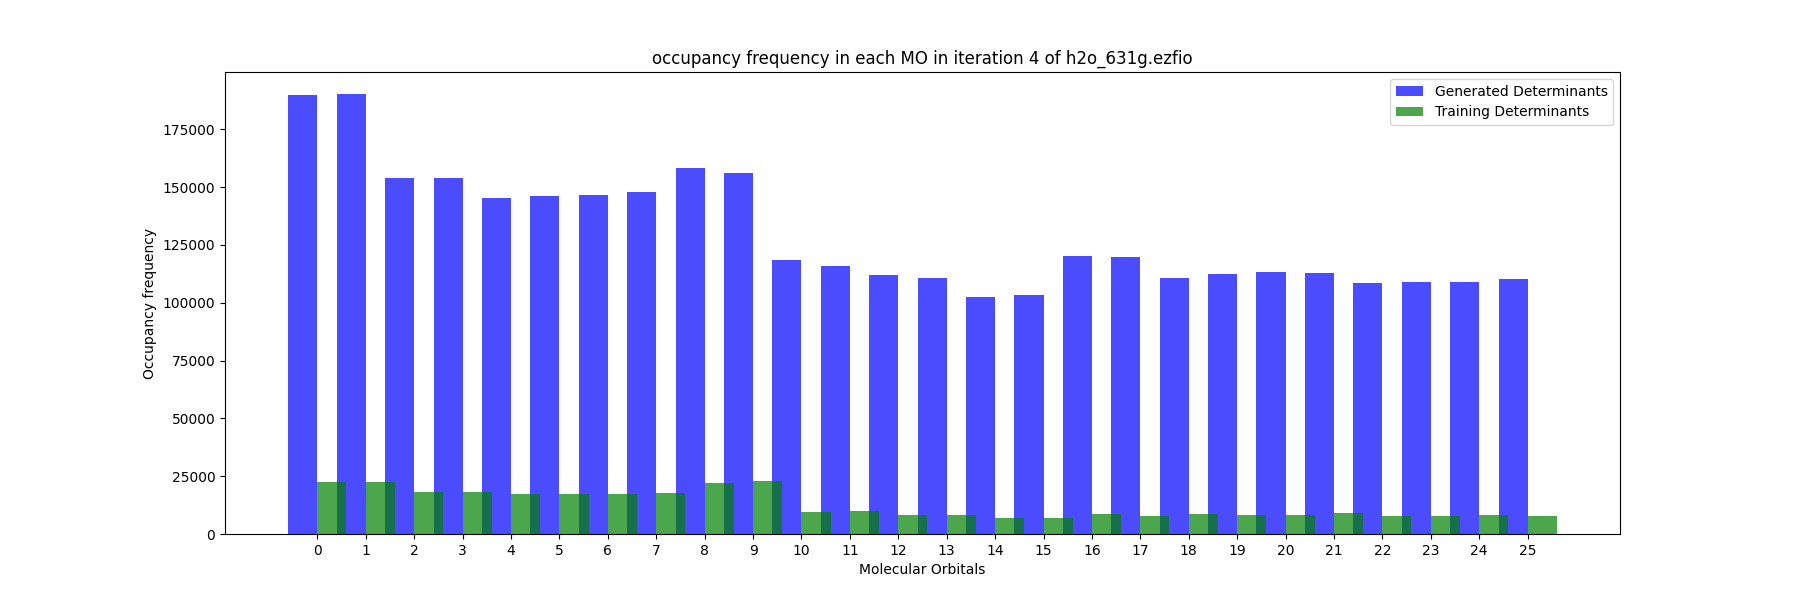 occupancy frequency in each MO in iteration 4 of h2o_631g.ezfio
Generated Determinants
Training Determinants
175000
150000
125000
100000
75000
50000
25000
0
Occupancy frequency
0 1 2 3 4 5 6 7 8 9 10 11 12 13 14 15 16 17 18 19 20 21 22 23 24 25
Molecular Orbitals